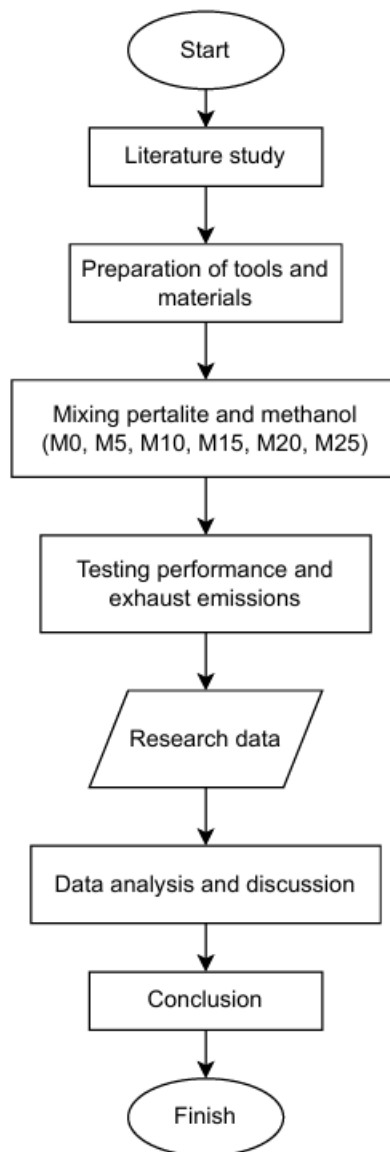 Start
Literature study
Preparation of tools and
materials
Mixing pertalite and methanol
(M0, M5, M10, M15, M20, M25)
Testing performance and
exhaust emissions
Research data
Data analysis and discussion
Conclusion
Finish